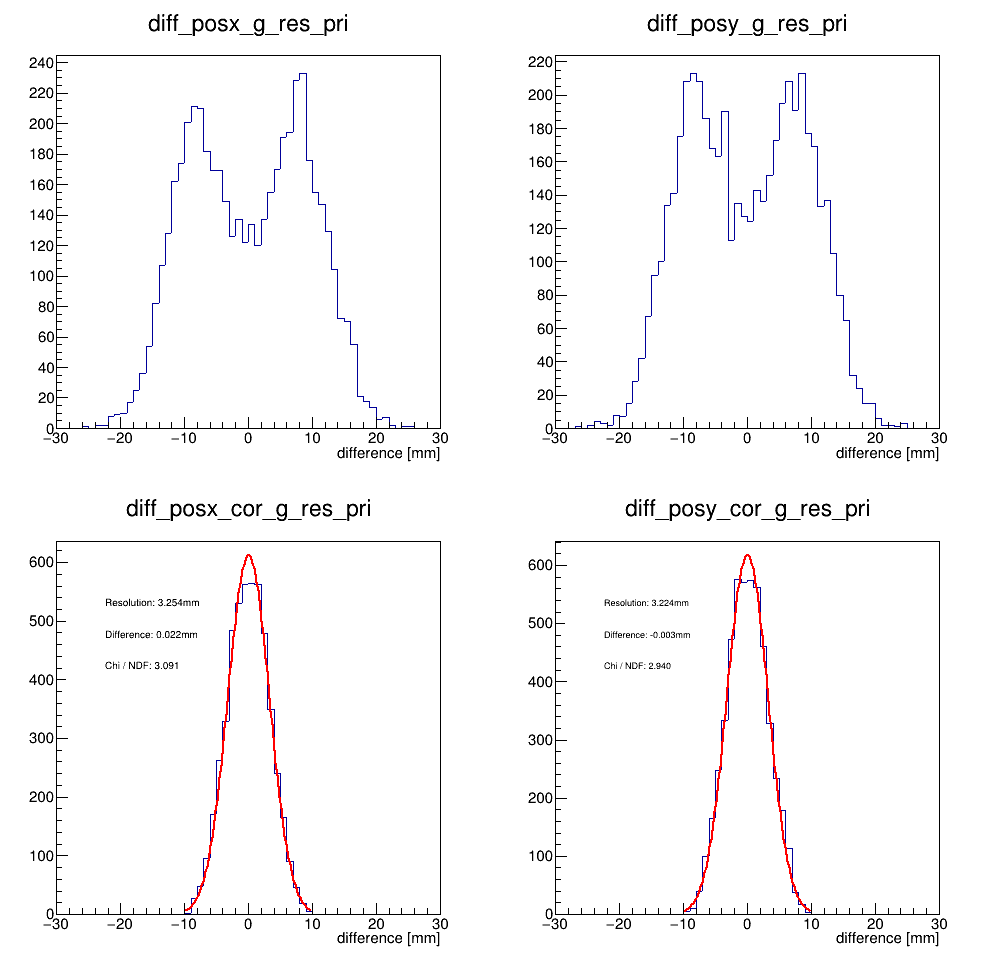 diff_posx_g_res_pri
240
220
200
180
160
140
120
100
80
60
40
20
0
−30 −20 −10 0 10 20 30
difference [mm]
diff_posy_g_res_pri
220
200
180
160
140
120
100
80
60
40
20
0
−30 −20 −10 0 10 20 30
difference [mm]
diff_posx_cor_g_res_pri
600
500
400
300
200
100
0
Resolution: 3.254mm
Difference: 0.022mm
Chi / NDF: 3.091
−30 −20 −10 0 10 20 30
difference [mm]
diff_posy_cor_g_res_pri
600
500
400
300
200
100
0
Resolution: 3.224mm
Difference: -0.003mm
Chi / NDF: 2.940
−30 −20 −10 0 10 20 30
difference [mm]